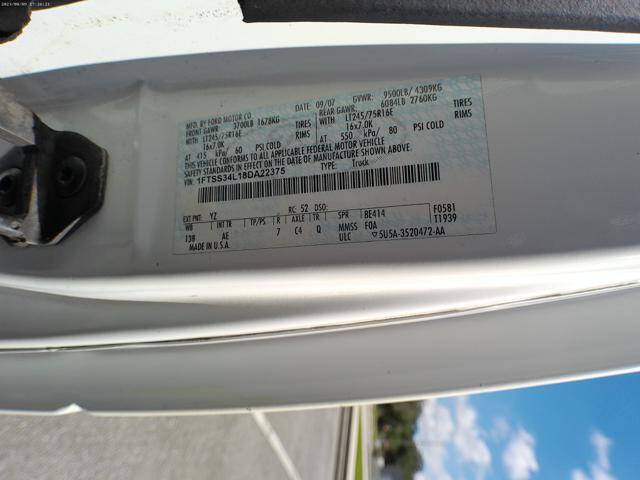 2023/08/09 17:26:21
MFD. BY FORD MOTOR CO. DATE: 09/07 GVWR: 9500LB/ 4309KG
FRONT GAWR: 3700LB 1678KG REAR GAWR: 6084LB 2760KG
WITH LT245/75R16E TIRES WITH LT245/75R16E TIRES
16x7.0K RIMS 16x7.0K RIMS
AT 415 kPa/ 60 PSI COLD AT 550 kPa/ 80 PSI COLD
THIS VEHICLE CONFORMS TO ALL APPLICABLE FEDERAL MOTOR VEHICLE
SAFETY STANDARDS IN EFFECT ON THE DATE OF MANUFACTURE SHOWN ABOVE.
VIN: 1FTSS34L18DA22375 TYPE: Truck
EXT PNT: YZ RC: 52 DSO: F0581
WB INT TR TP/PS R AXLE TR SPR BE414 T1939
138 AE 7 C4 Q MMSS FOA
MADE IN U.S.A. ULC ▽5U5A-3520472-AA